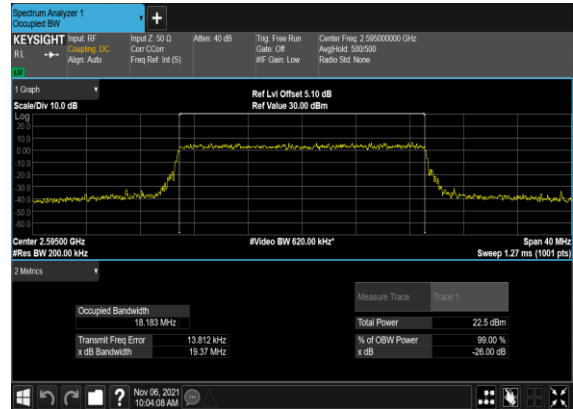 Spectrum Analyzer 1
Occupied BW
KEYSIGHT Input: RF Input Z: 50 Ω Atten: 40 dB Trig: Free Run Center Freq: 2.595000000 GHz
R L Coupling: DC Corr CCorr Gate: Off Avg|Hold: 500/500
Align: Auto Freq Ref: Int (S) #IF Gain: Low Radio Std: None
1 Graph
Ref Lvl Offset 5.10 dB
Scale/Div 10.0 dB Ref Value 30.00 dBm
Log
20.0
10.0
0.00
-10.0
-20.0
-30.0
-40.0
-50.0
-60.0
Center 2.59500 GHz #Video BW 620.00 kHz* Span 40 MHz
#Res BW 200.00 kHz Sweep 1.27 ms (1001 pts)
2 Metrics
Measure Trace Trace 1
Occupied Bandwidth
18.183 MHz Total Power 22.5 dBm
Transmit Freq Error 13.812 kHz % of OBW Power 99.00 %
x dB Bandwidth 19.37 MHz x dB -26.00 dB
? Nov 06, 2021
10:04:08 AM